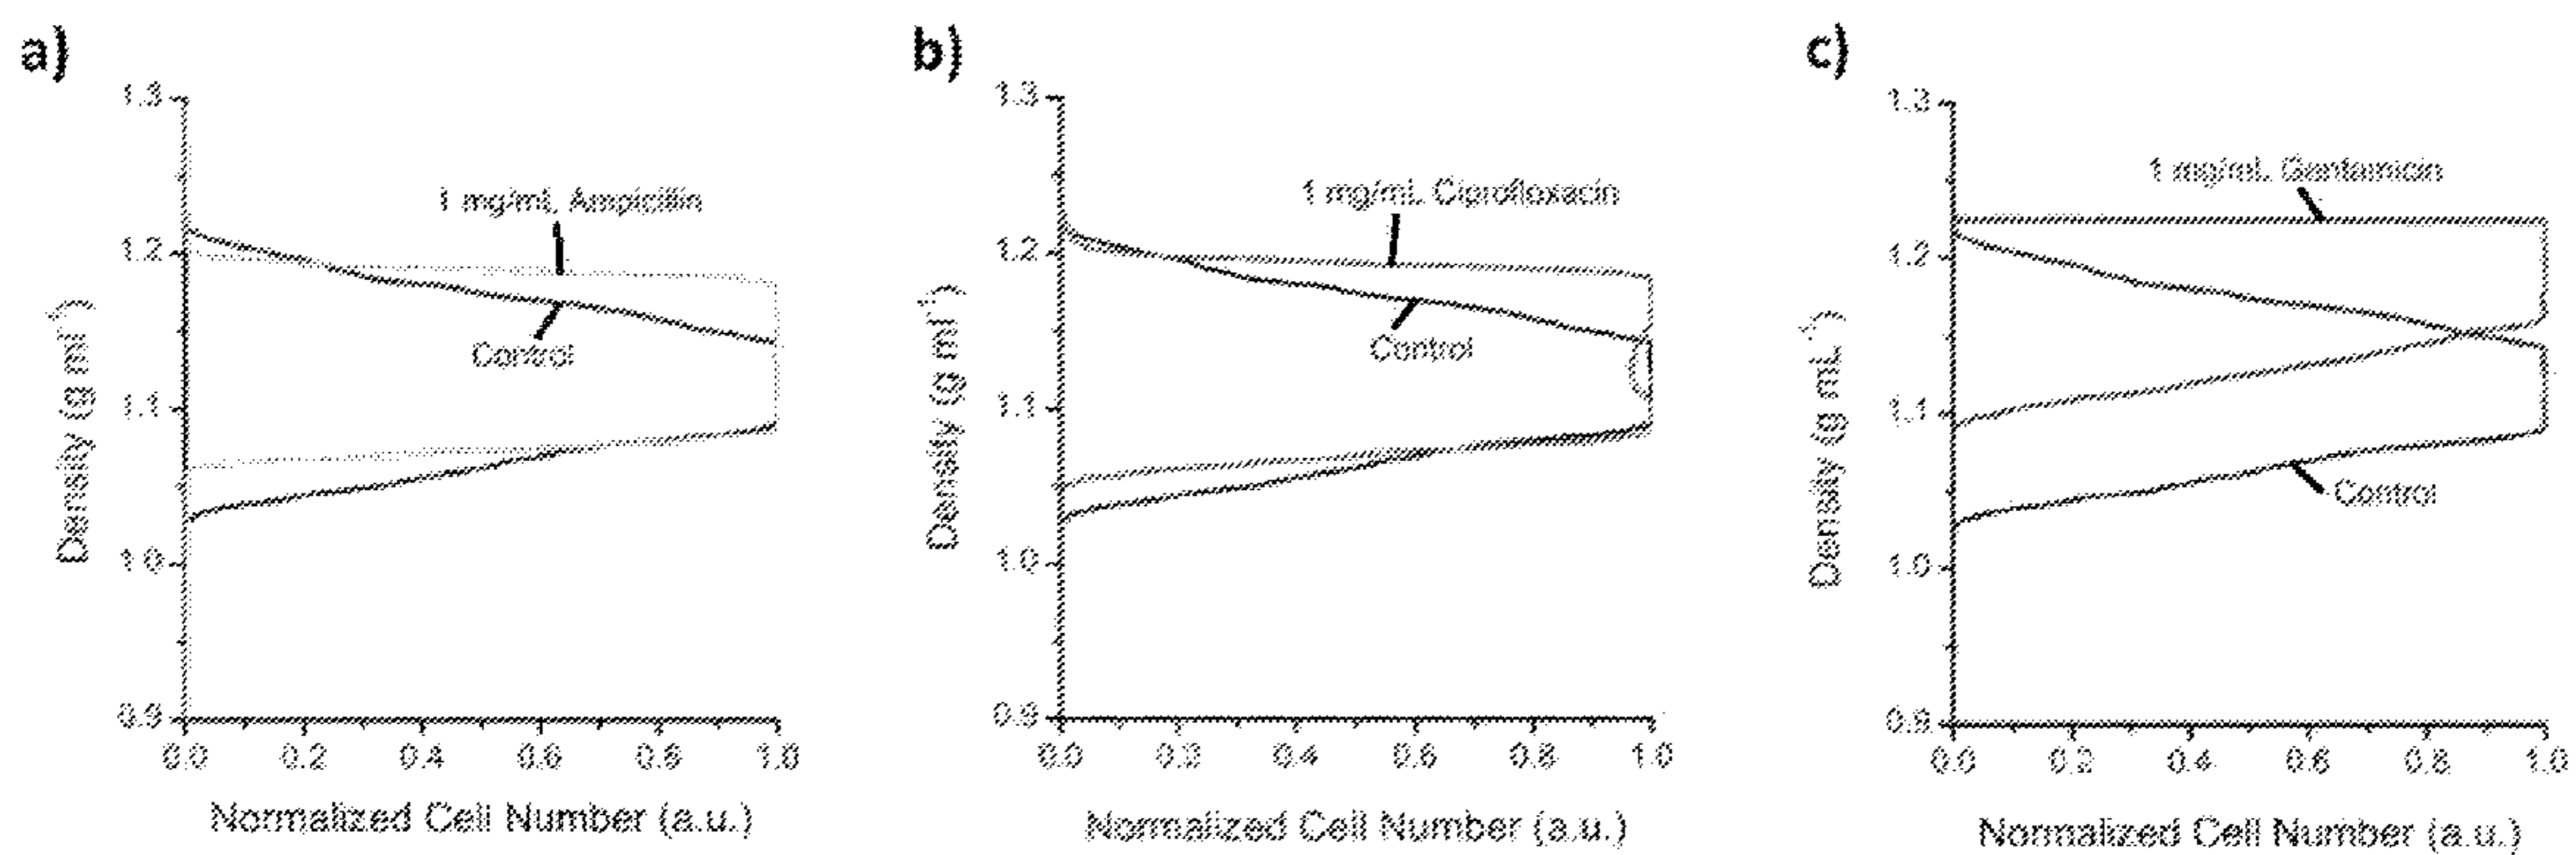 a)
1.3
1.2
1.1
1.0
0.9
Density (g ml⁻¹)
1 mg/mL Ampicillin
Control
0.0 0.2 0.4 0.6 0.8 1.0
Normalized Cell Number (a.u.)
b)
1.3
1.2
1.1
1.0
0.9
Density (g ml⁻¹)
1 mg/mL Ciprofloxacin
Control
0.0 0.2 0.4 0.6 0.8 1.0
Normalized Cell Number (a.u.)
c)
1.3
1.2
1.1
1.0
0.9
Density (g mL⁻¹)
1 mg/mL Gentamicin
Control
0.0 0.2 0.4 0.6 0.8 1.0
Normalized Cell Number (a.u.)